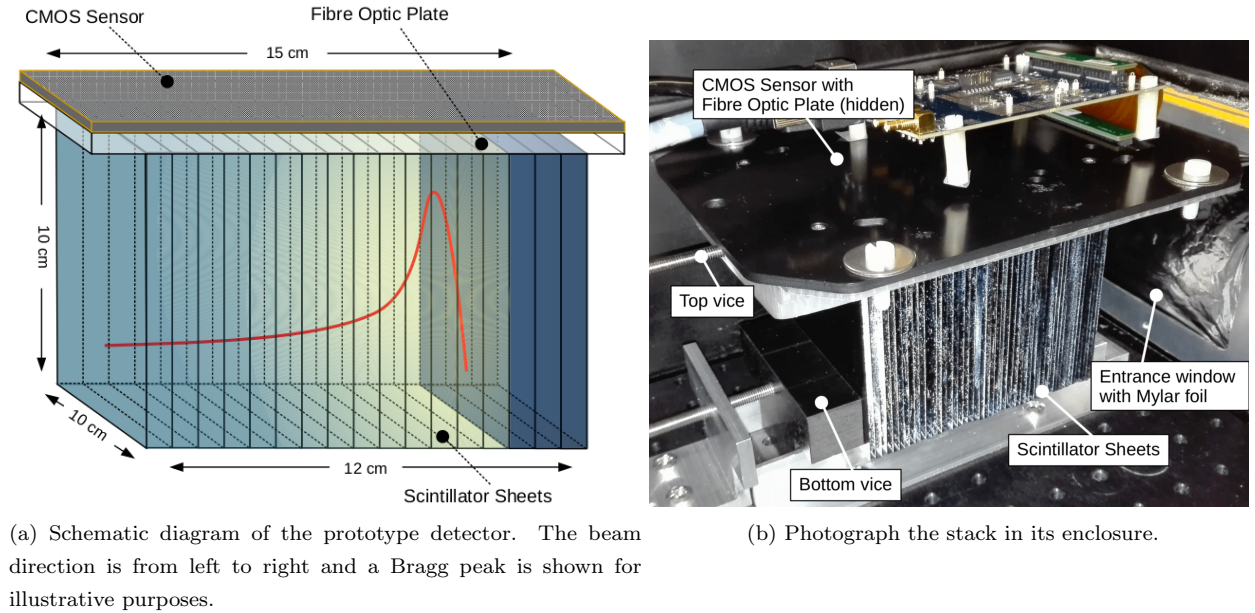 CMOS Sensor
Fibre Optic Plate
15 cm
10 cm
10 cm
12 cm
Scintillator Sheets
(a) Schematic diagram of the prototype detector. The beam
direction is from left to right and a Bragg peak is shown for
illustrative purposes.
CMOS Sensor with
Fibre Optic Plate (hidden)
Top vice
Entrance window
with Mylar foil
Scintillator Sheets
Bottom vice
(b) Photograph the stack in its enclosure.